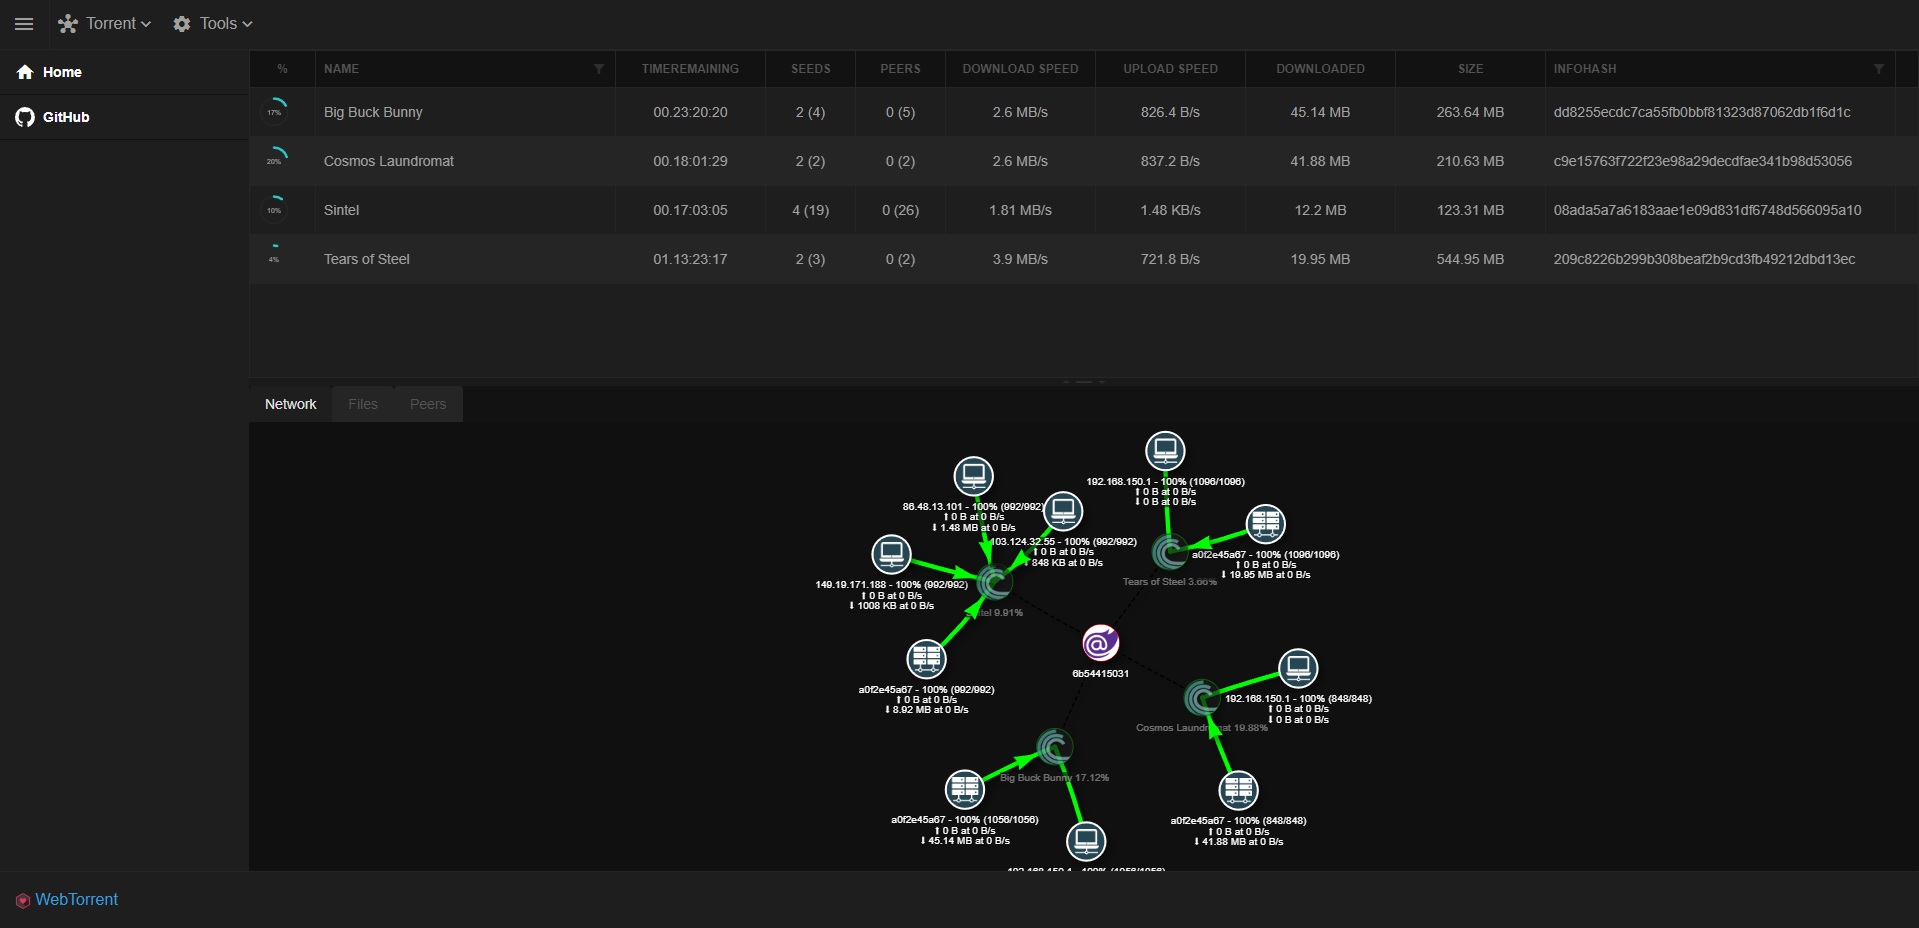 Torrent Tools
Home
GitHub
% NAME TIMEREMAINING SEEDS PEERS DOWNLOAD SPEED UPLOAD SPEED DOWNLOADED SIZE INFOHASH
17% Big Buck Bunny 00.23:20:20 2 (4) 0 (5) 2.6 MB/s 826.4 B/s 45.14 MB 263.64 MB dd8255ecdc7ca55fb0bbf81323d87062db1f6d1c
20% Cosmos Laundromat 00.18:01:29 2 (2) 0 (2) 2.6 MB/s 837.2 B/s 41.88 MB 210.63 MB c9e15763f722f23e98a29decdfae341b98d53056
10% Sintel 00.17:03:05 4 (19) 0 (26) 1.81 MB/s 1.48 KB/s 12.2 MB 123.31 MB 08ada5a7a6183aae1e09d831df6748d566095a10
4% Tears of Steel 01.13:23:17 2 (3) 0 (2) 3.9 MB/s 721.8 B/s 19.95 MB 544.95 MB 209c8226b299b308beaf2b9cd3fb49212dbd13ec
Network Files Peers
192.168.150.1 - 100% (1096/1096)
⬆ 0 B at 0 B/s
⬇ 0 B at 0 B/s
86.48.13.101 - 100% (992/992)
⬆ 0 B at 0 B/s
⬇ 1.48 MB at 0 B/s
103.124.32.55 - 100% (992/992)
⬆ 0 B at 0 B/s
⬇ 848 KB at 0 B/s
a0f2e45a67 - 100% (1096/1096)
⬆ 0 B at 0 B/s
⬇ 19.95 MB at 0 B/s
Tears of Steel 3.66%
149.19.171.188 - 100% (992/992)
⬆ 0 B at 0 B/s
⬇ 1008 KB at 0 B/s
9.91%
6b54415031
a0f2e45a67 - 100% (992/992)
⬆ 0 B at 0 B/s
⬇ 8.92 MB at 0 B/s
192.168.150.1 - 100% (848/848)
⬆ 0 B at 0 B/s
⬇ 0 B at 0 B/s
Cosmos Laundromat 19.88%
Big Buck Bunny 17.12%
a0f2e45a67 - 100% (1056/1056)
⬆ 0 B at 0 B/s
⬇ 45.14 MB at 0 B/s
a0f2e45a67 - 100% (848/848)
⬆ 0 B at 0 B/s
⬇ 41.88 MB at 0 B/s
WebTorrent